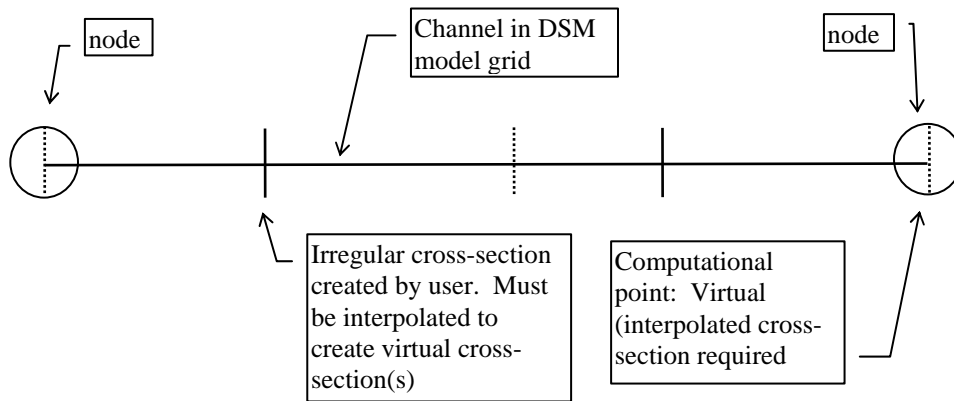 node
Channel in DSM
model grid
node
Irregular cross-section
created by user.  Must
be interpolated to
create virtual cross-
section(s)
Computational
point:  Virtual
(interpolated cross-
section required